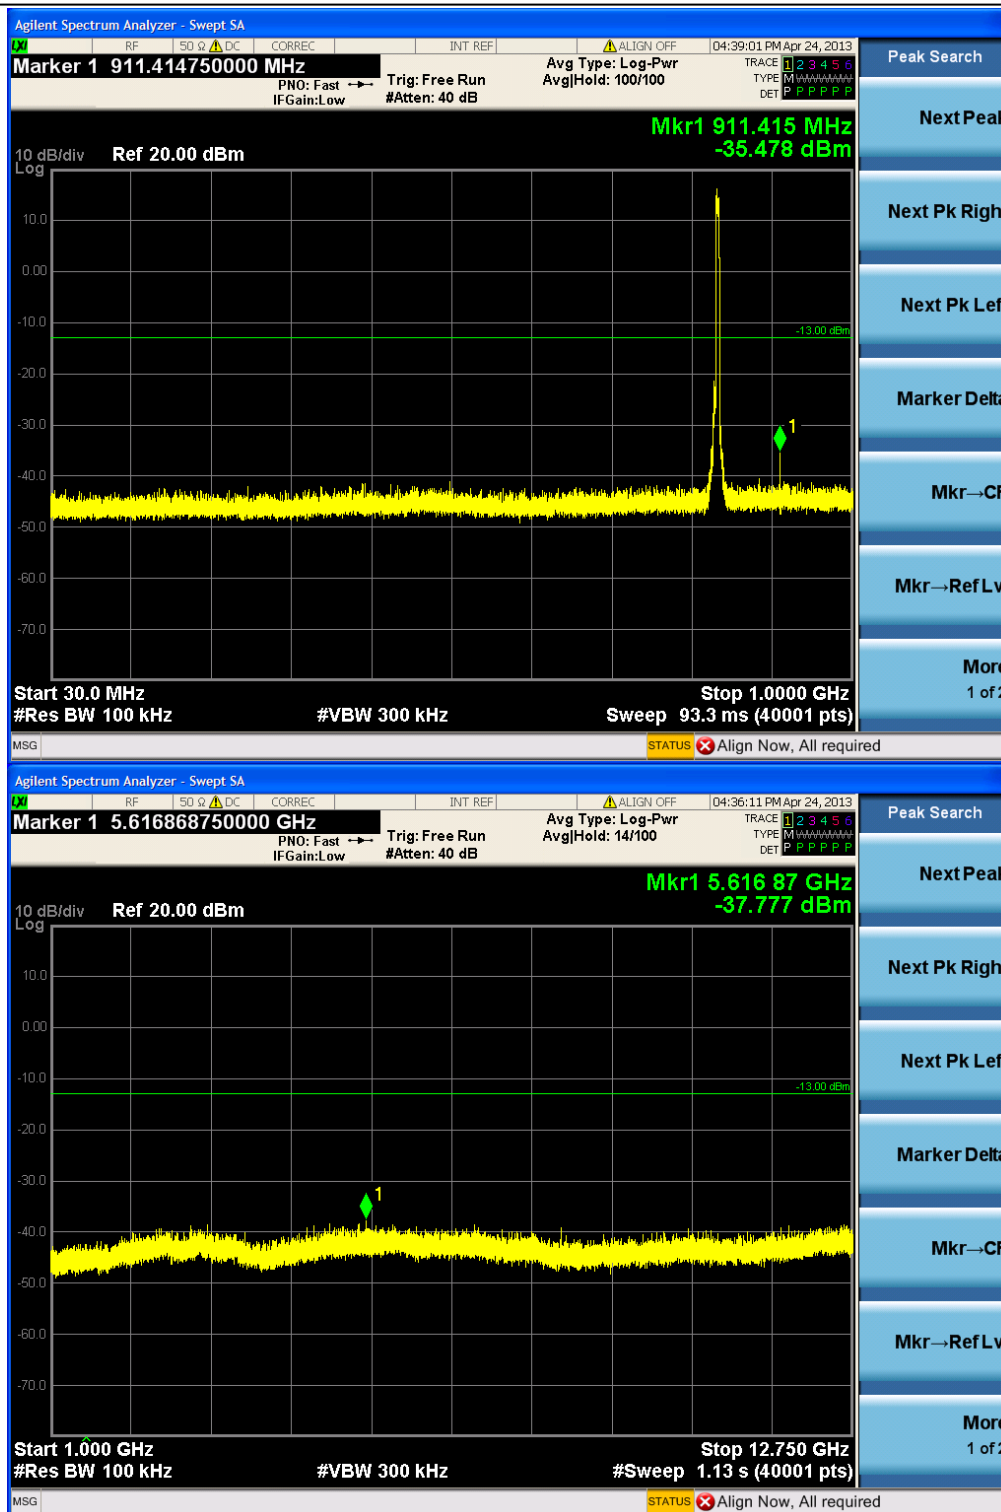 Agilent Spectrum Analyzer - Swept SA
LXI RF 50 Ω DC CORREC INT REF ALIGN OFF 04:39:01 PM Apr 24, 2013
Marker 1 911.414750000 MHz
PNO: Fast
IFGain:Low
Trig: Free Run
#Atten: 40 dB
Avg Type: Log-Pwr
Avg|Hold: 100/100
TRACE 1 2 3 4 5 6
TYPE M
DET P P P P P P
Mkr1 911.415 MHz
-35.478 dBm
10 dB/div Ref 20.00 dBm
Log
10.0
0.00
-10.0
-13.00 dBm
-20.0
-30.0
1
-40.0
-50.0
-60.0
-70.0
Start 30.0 MHz Stop 1.0000 GHz
#Res BW 100 kHz #VBW 300 kHz Sweep 93.3 ms (40001 pts)
MSG STATUS Align Now, All required
Peak Search
Next Peak
Next Pk Righ
Next Pk Lef
Marker Delta
Mkr→CF
Mkr→Ref Lv
More
1 of 2
Agilent Spectrum Analyzer - Swept SA
LXI RF 50 Ω DC CORREC INT REF ALIGN OFF 04:36:11 PM Apr 24, 2013
Marker 1 5.616868750000 GHz
PNO: Fast
IFGain:Low
Trig: Free Run
#Atten: 40 dB
Avg Type: Log-Pwr
Avg|Hold: 14/100
TRACE 1 2 3 4 5 6
TYPE M
DET P P P P P P
Mkr1 5.616 87 GHz
-37.777 dBm
10 dB/div Ref 20.00 dBm
Log
10.0
0.00
-10.0
-13.00 dBm
-20.0
-30.0
1
-40.0
-50.0
-60.0
-70.0
Start 1.000 GHz Stop 12.750 GHz
#Res BW 100 kHz #VBW 300 kHz #Sweep 1.13 s (40001 pts)
MSG STATUS Align Now, All required
Peak Search
Next Peak
Next Pk Righ
Next Pk Lef
Marker Delta
Mkr→CF
Mkr→Ref Lv
More
1 of 2